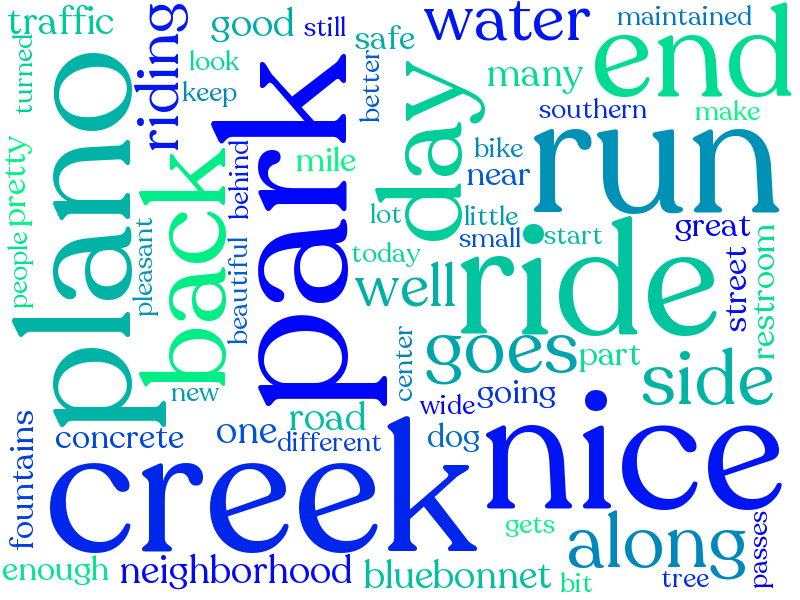 traffic
turned
plano
riding
good
still
safe
water
maintained
end
look
keep
park
better
day
many
southern
make
run
pretty
back
behind
mile
bike
near
lot
little
small
start
great
people
pleasant
beautiful
today
well
ride
street
restroom
center
goes
part
side
new
wide
going
nice
fountains
concrete
one
road
different
dog
creek
gets
along
passes
enough
neighborhood
bluebonnet
bit
tree